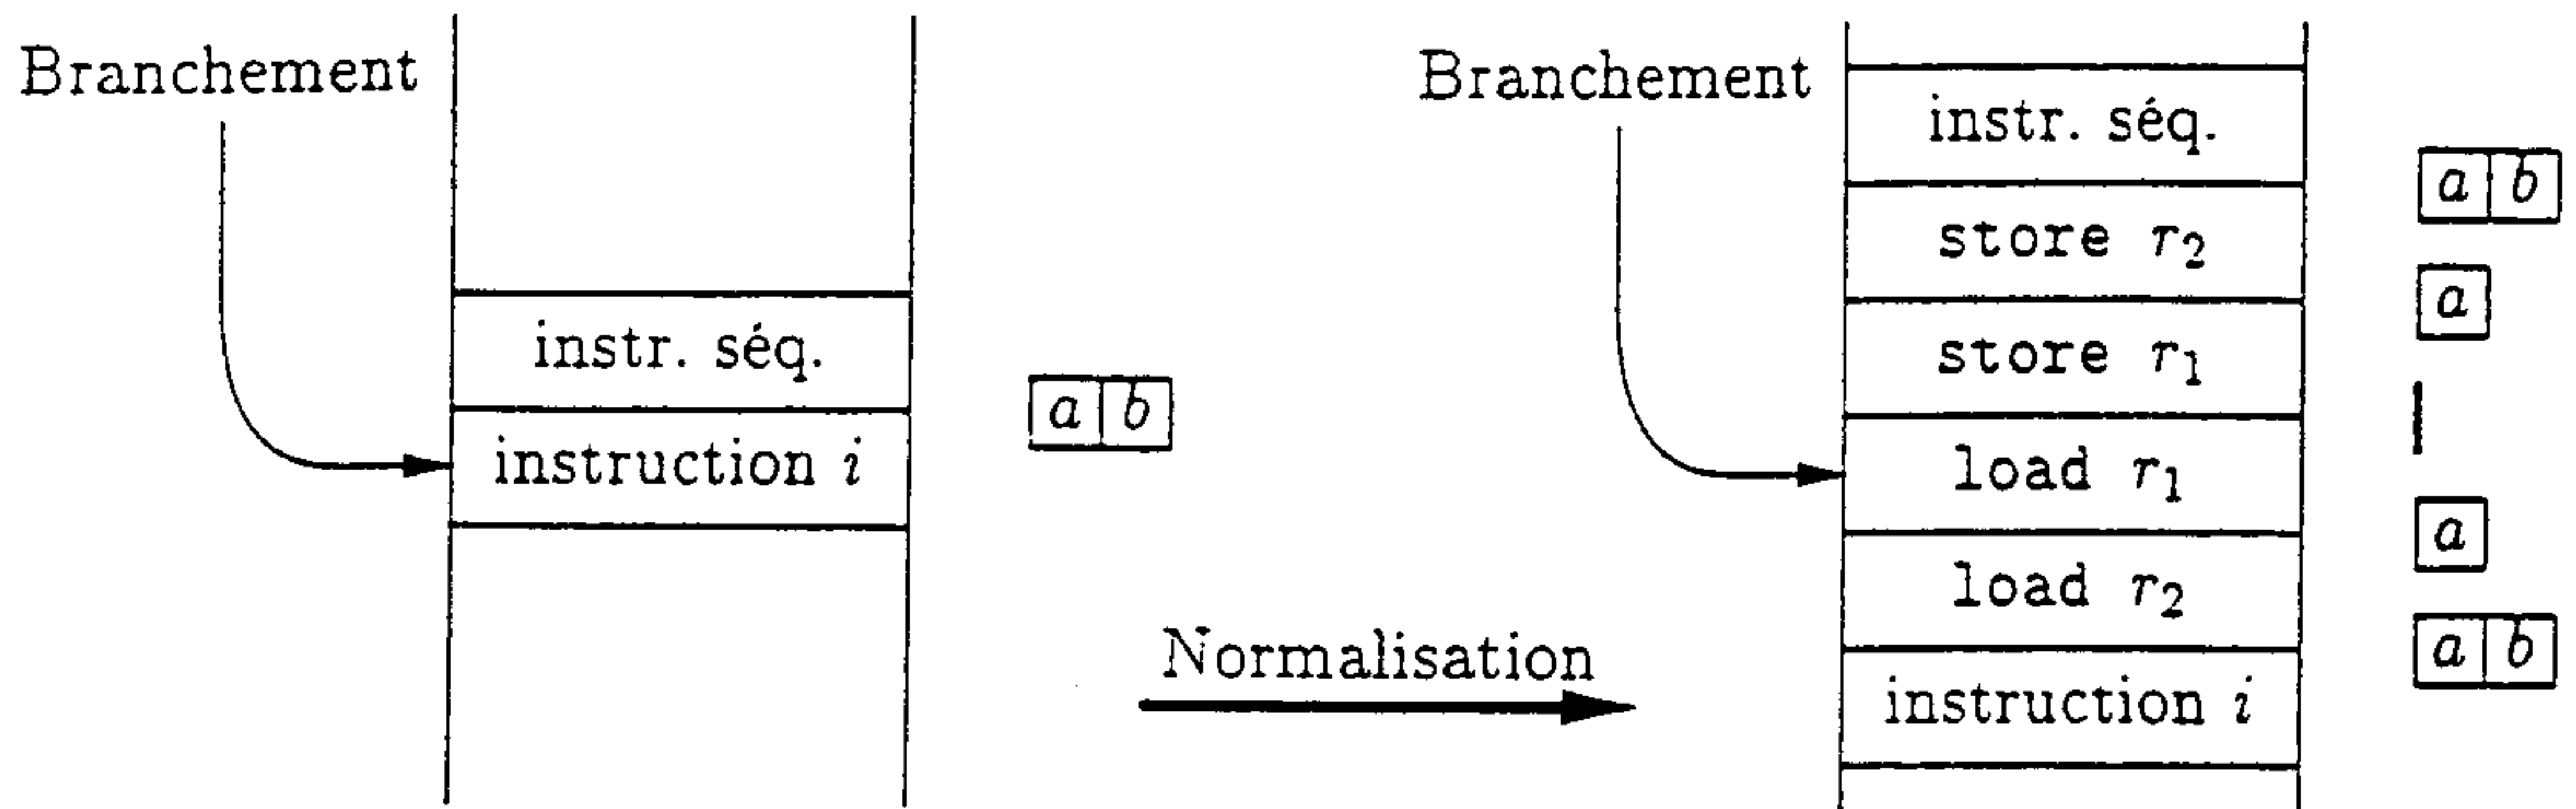 Branchement
instr. séq.
instruction i
a b
Normalisation
Branchement
instr. séq.
store r₂
store r₁
load r₁
load r₂
instruction i
a b
a
a
a b